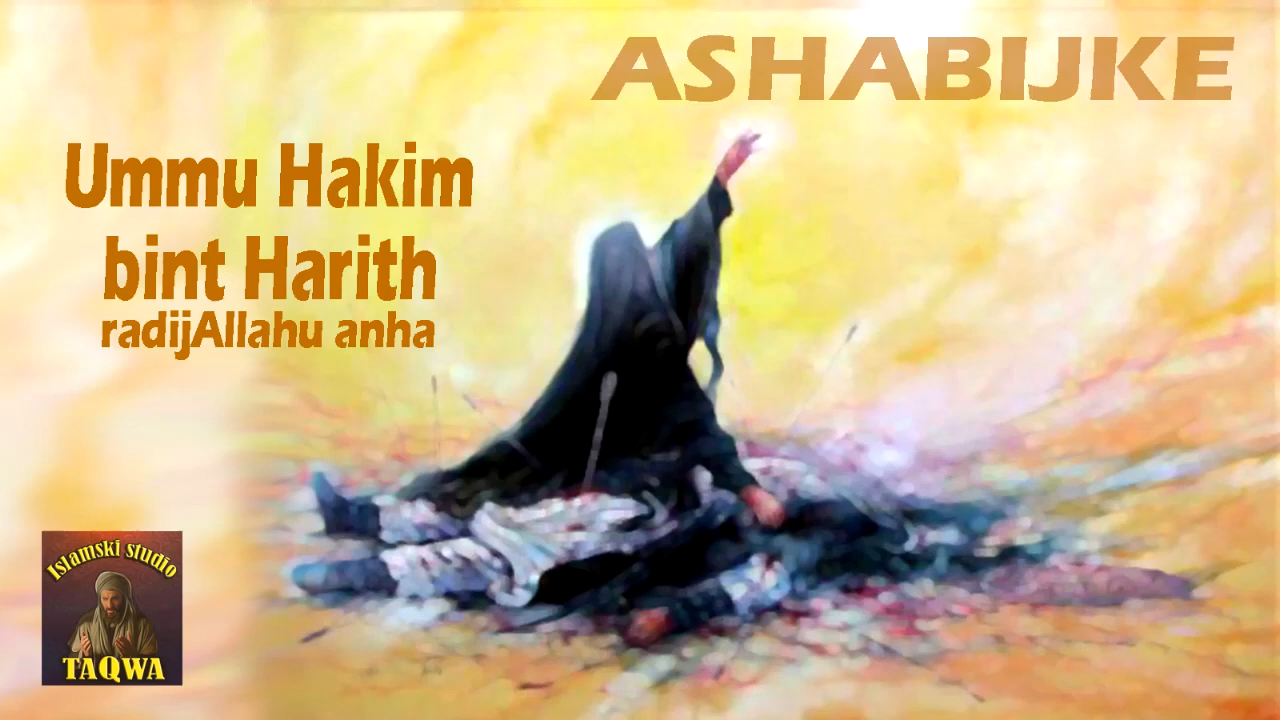 ASHABIJKE
Ummu Hakim
bint Harith
radijAllahu anha
Islamski studio
TAQWA